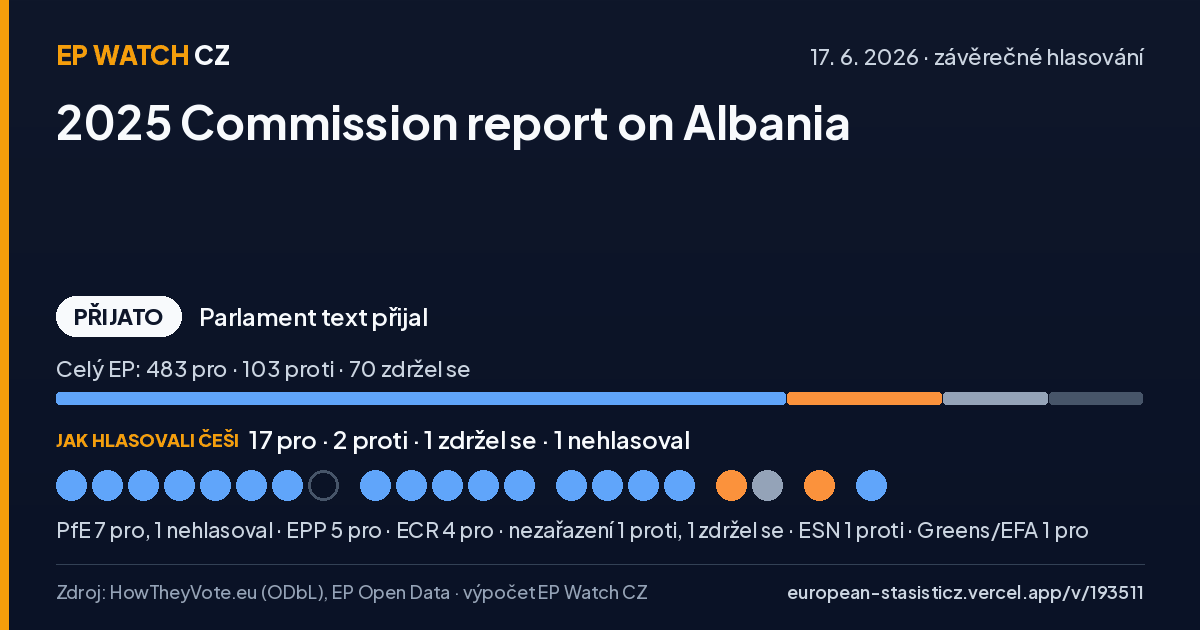 EP WATCH CZ
17. 6. 2026 · závěrečné hlasování
2025 Commission report on Albania
PŘIJATO Parlament text přijal
Celý EP: 483 pro · 103 proti · 70 zdržel se
JAK HLASOVALI ČEŠI 17 pro · 2 proti · 1 zdržel se · 1 nehlasoval
PfE 7 pro, 1 nehlasoval · EPP 5 pro · ECR 4 pro · nezařazení 1 proti, 1 zdržel se · ESN 1 proti · Greens/EFA 1 pro
Zdroj: HowTheyVote.eu (ODbL), EP Open Data · výpočet EP Watch CZ
european-stasisticz.vercel.app/v/193511